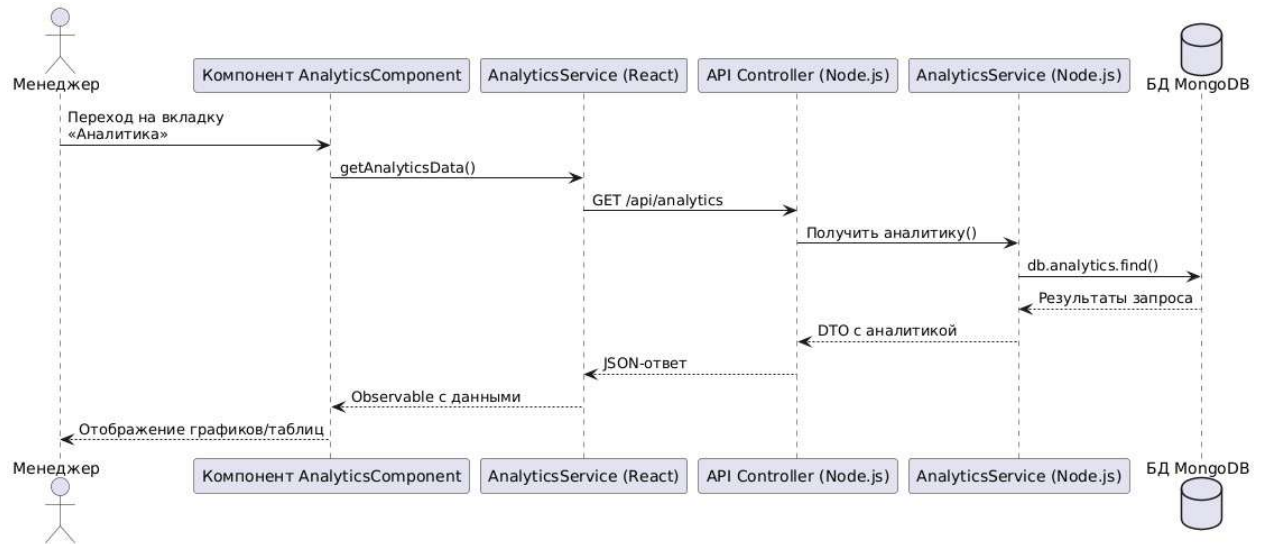 Менеджер
Компонент AnalyticsComponent
AnalyticsService (React)
API Controller (Node.js)
AnalyticsService (Node.js)
БД MongoDB
Переход на вкладку
«Аналитика»
getAnalyticsData()
GET /api/analytics
Получить аналитику()
db.analytics.find()
Результаты запроса
DTO с аналитикой
JSON-ответ
Observable с данными
Отображение графиков/таблиц
Менеджер
Компонент AnalyticsComponent
AnalyticsService (React)
API Controller (Node.js)
AnalyticsService (Node.js)
БД MongoDB